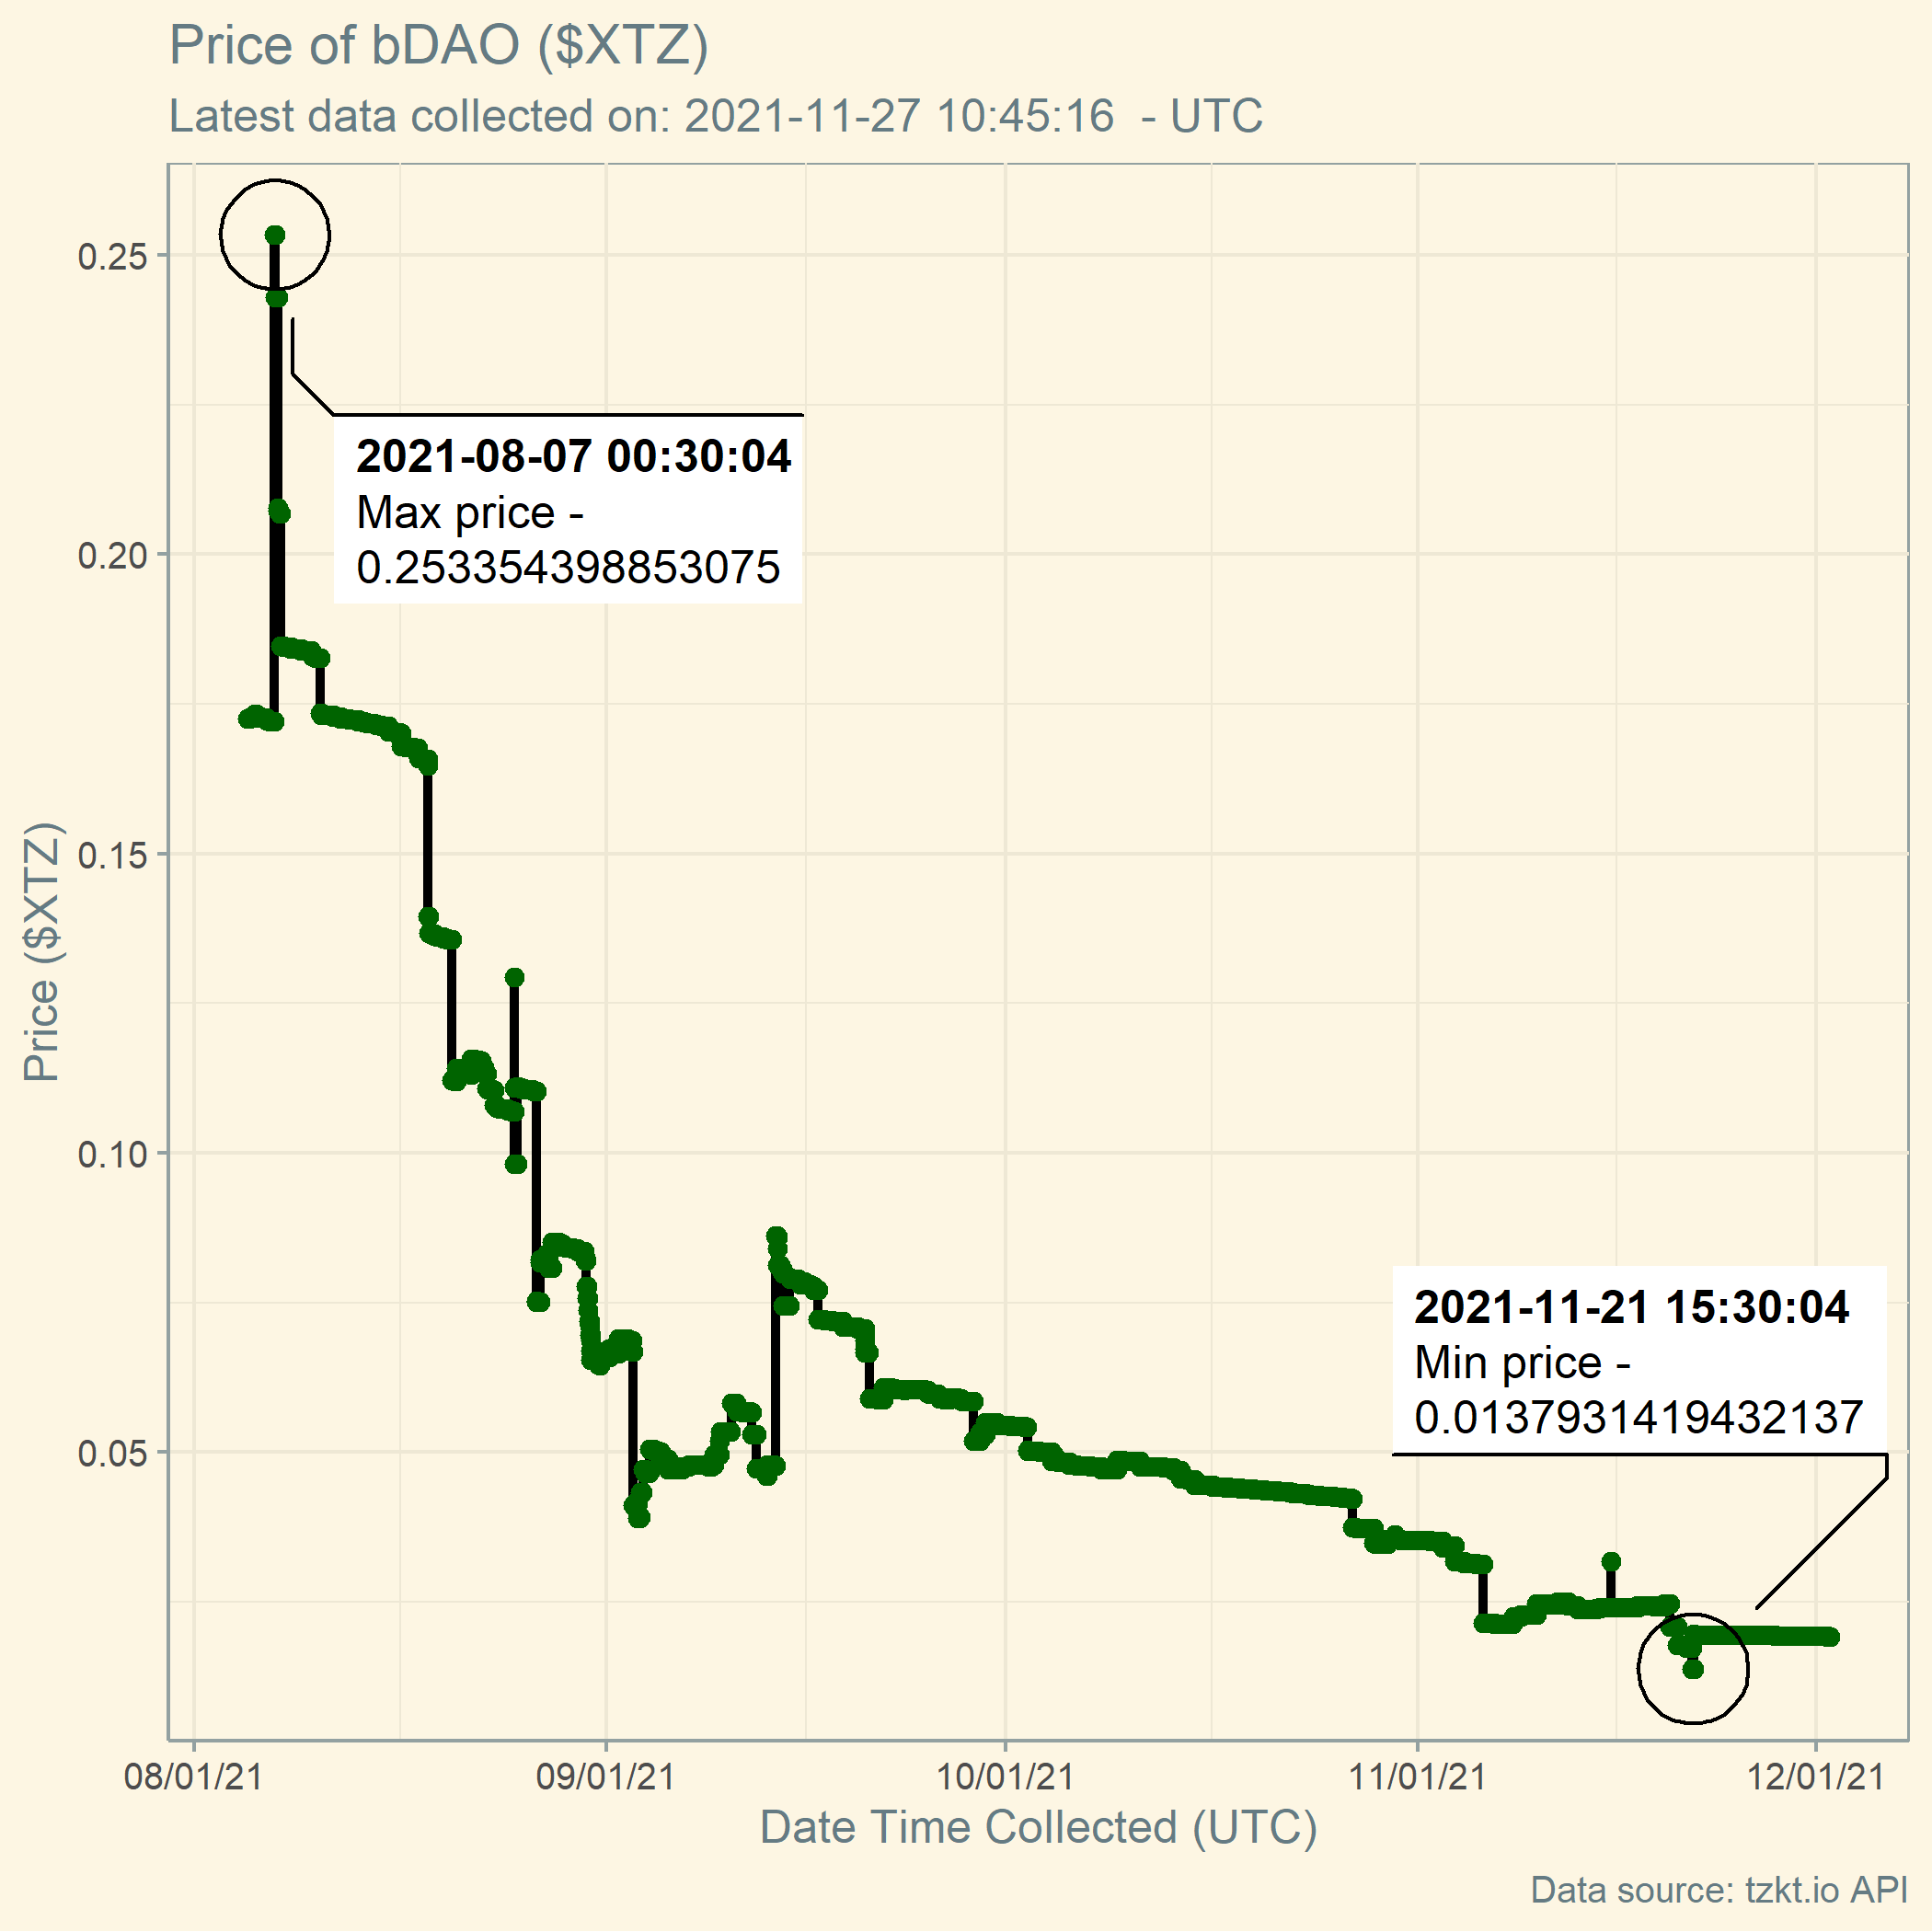 Price of bDAO ($XTZ)
Latest data collected on: 2021-11-27 10:45:16 - UTC
0.25
0.20
0.15
0.10
0.05
Price ($XTZ)
2021-08-07 00:30:04
Max price -
0.253354398853075
2021-11-21 15:30:04
Min price -
0.0137931419432137
08/01/21
09/01/21
10/01/21
11/01/21
12/01/21
Date Time Collected (UTC)
Data source: tzkt.io API